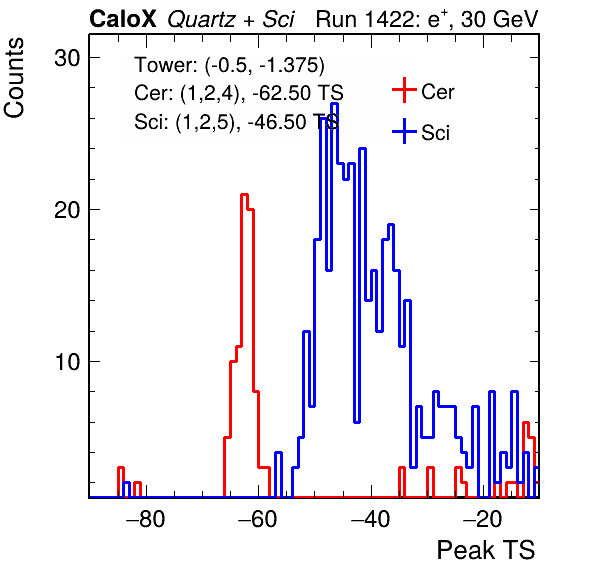 CaloX Quartz + Sci Run 1422: e⁺, 30 GeV
Counts
Tower: (-0.5, -1.375)
Cer: (1,2,4), -62.50 TS
Sci: (1,2,5), -46.50 TS
Cer
Sci
30
20
10
−80 −60 −40 −20
Peak TS